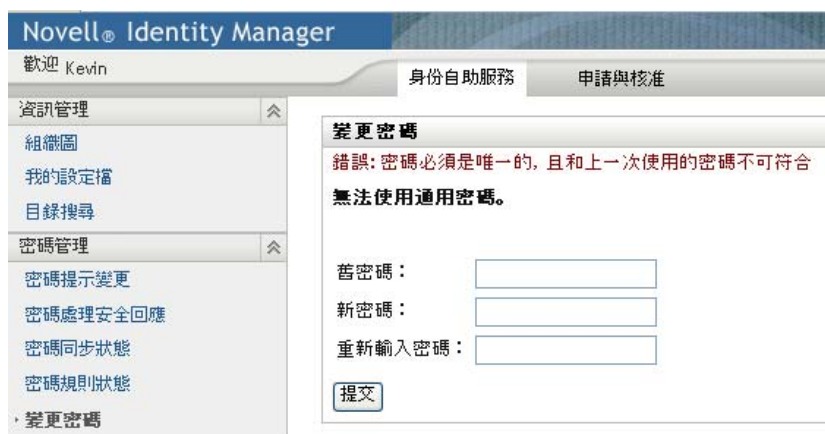 Novell® Identity Manager
歡迎 Kevin
身份自助服務
申請與核准
資訊管理
組織圖
我的設定檔
目錄搜尋
密碼管理
密碼提示變更
密碼處理安全回應
密碼同步狀態
密碼規則狀態
變更密碼
變更密碼
錯誤: 密碼必須是唯一的, 且和上一次使用的密碼不可符合
無法使用通用密碼。
舊密碼：
新密碼：
重新輸入密碼：
提交